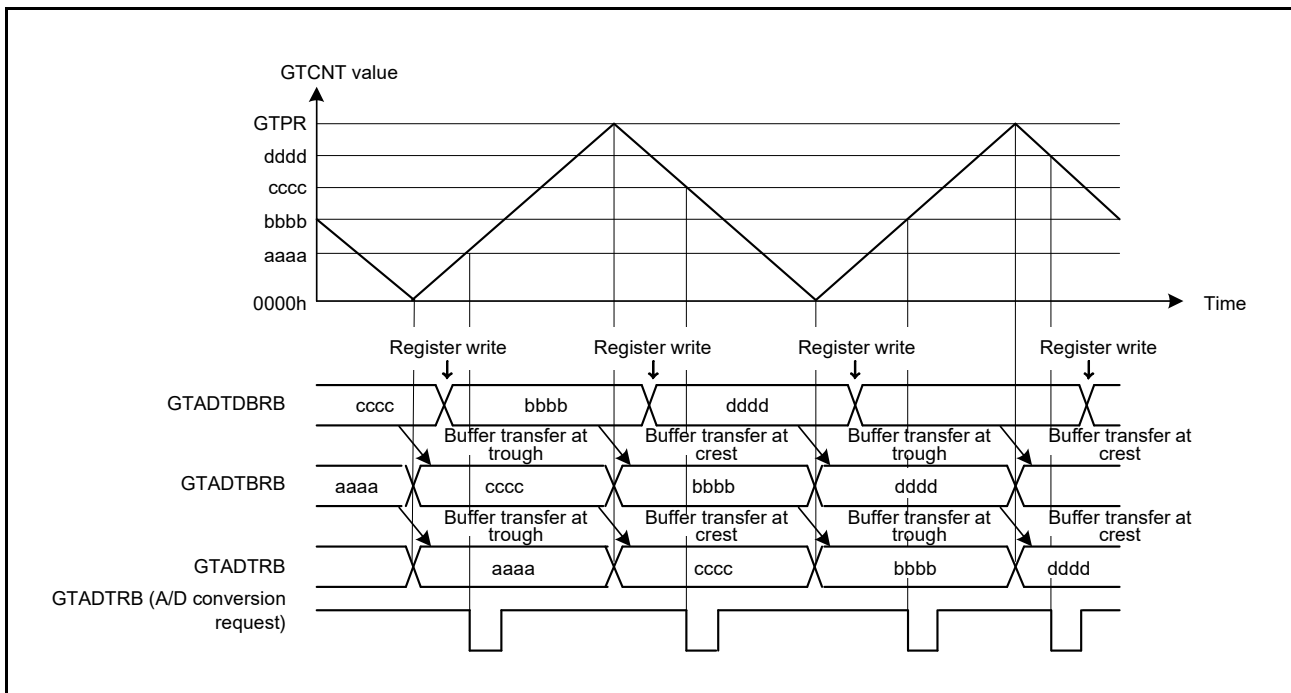 GTCNT value
GTPR
dddd
cccc
bbbb
aaaa
0000h
Time
Register write
Register write
Register write
Register write
GTADTDBRB
cccc
bbbb
dddd
Buffer transfer at
trough
Buffer transfer at
crest
Buffer transfer at
trough
Buffer transfer at
crest
GTADTBRB
aaaa
cccc
bbbb
dddd
Buffer transfer at
trough
Buffer transfer at
crest
Buffer transfer at
trough
Buffer transfer at
crest
GTADTRB
aaaa
cccc
bbbb
dddd
GTADTRB (A/D conversion
request)